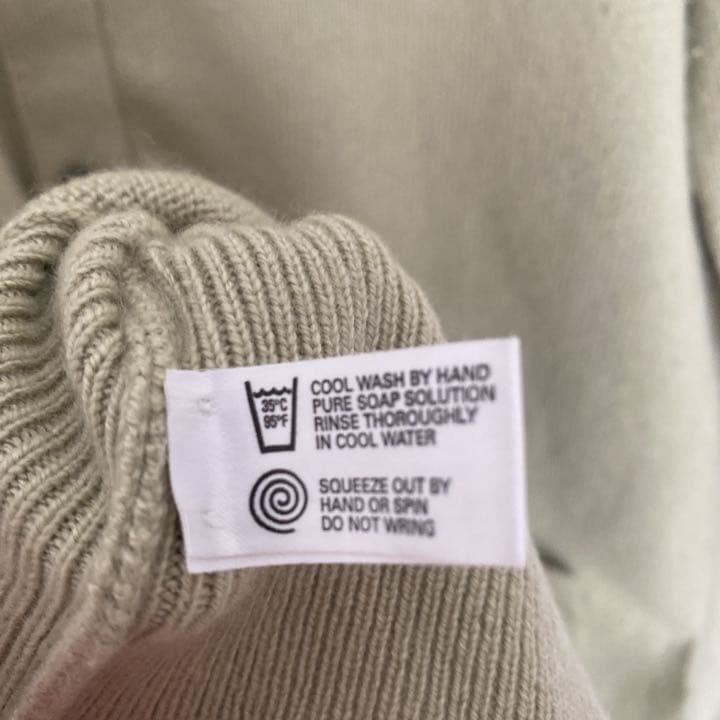 35°C
95°F
COOL WASH BY HAND
PURE SOAP SOLUTION
RINSE THOROUGHLY
IN COOL WATER
SQUEEZE OUT BY
HAND OR SPIN
DO NOT WRING